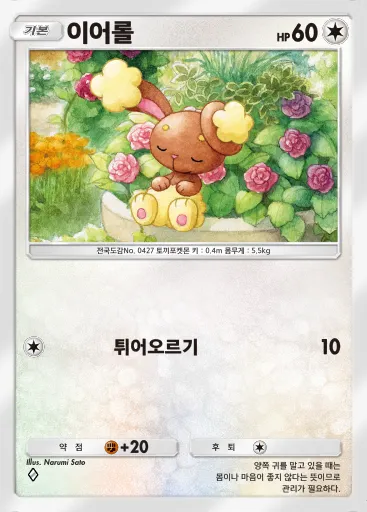 기본 이어롤 HP 60
전국도감No. 0427 토끼포켓몬 키 : 0.4m 몸무게 : 5.5kg
튀어오르기 10
약점 +20 후퇴
Illus. Narumi Sato
양쪽 귀를 말고 있을 때는
몸이나 마음이 좋지 않다는 뜻이므로
관리가 필요하다.